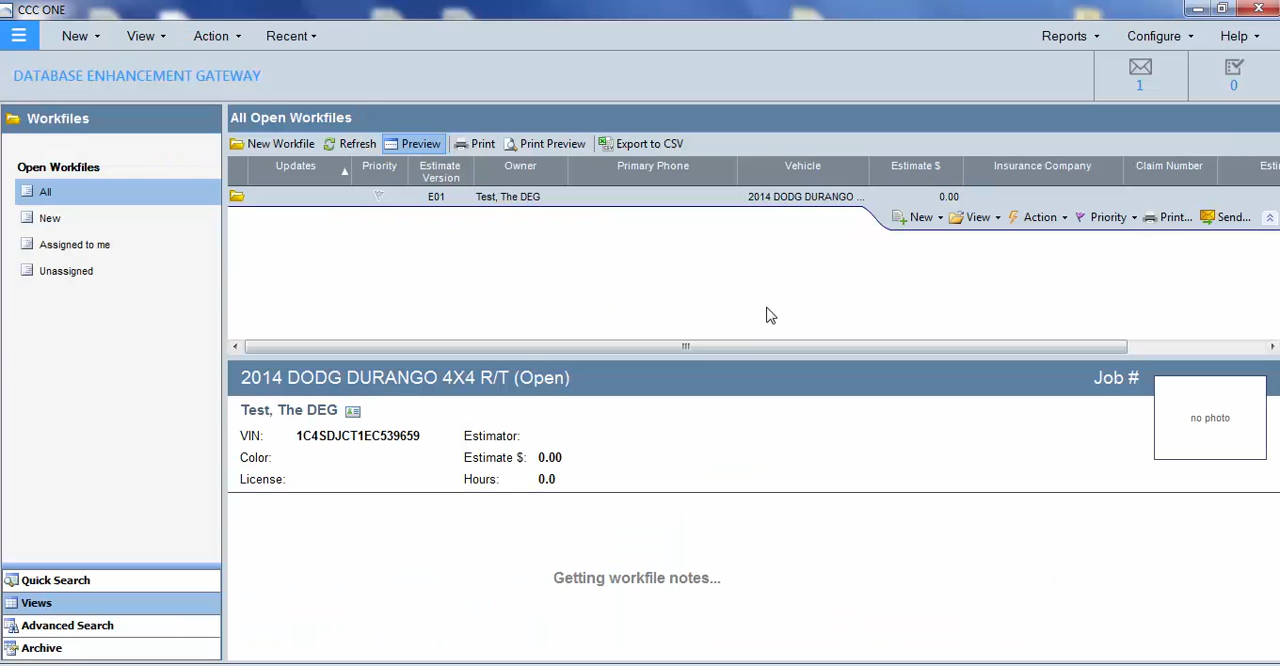 CCC ONE
New View Action Recent Reports Configure Help
DATABASE ENHANCEMENT GATEWAY
1 0
Workfiles
Open Workfiles
All
New
Assigned to me
Unassigned
Quick Search
Views
Advanced Search
Archive
All Open Workfiles
New Workfile Refresh Preview Print Print Preview Export to CSV
Updates Priority Estimate Version Owner Primary Phone Vehicle Estimate $ Insurance Company Claim Number Esti
E01 Test, The DEG 2014 DODG DURANGO ... 0.00
New View Action Priority Print... Send...
2014 DODG DURANGO 4X4 R/T (Open) Job #
no photo
Test, The DEG
VIN: 1C4SDJCT1EC539659 Estimator:
Color: Estimate $: 0.00
License: Hours: 0.0
Getting workfile notes...